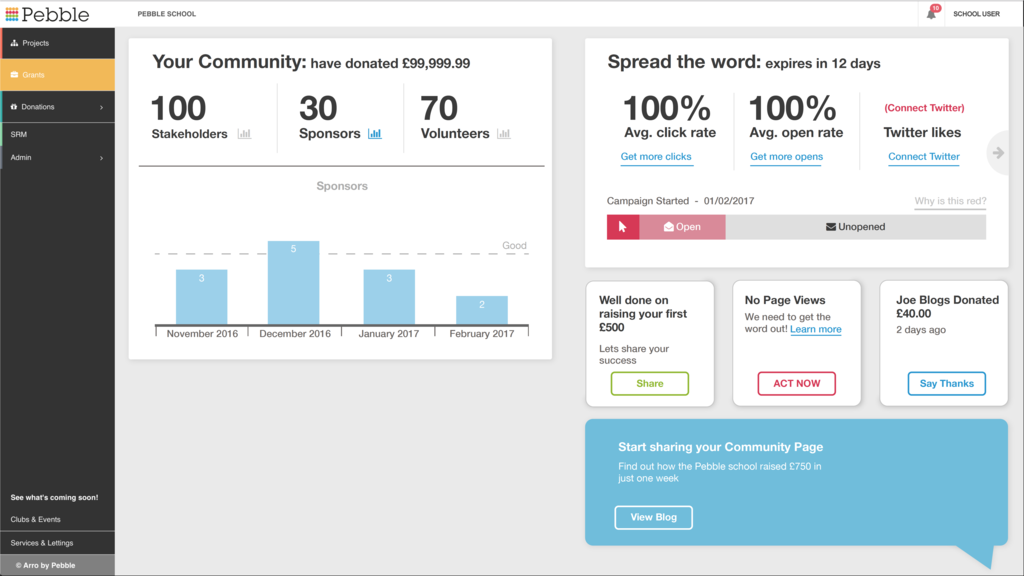 Pebble
PEBBLE SCHOOL
10
SCHOOL USER
Projects
Grants
Donations
SRM
Admin
See what's coming soon!
Clubs & Events
Services & Lettings
© Arro by Pebble
Your Community: have donated £99,999.99
100
Stakeholders
30
Sponsors
70
Volunteers
Sponsors
Good
3
5
3
2
November 2016
December 2016
January 2017
February 2017
Spread the word: expires in 12 days
100%
Avg. click rate
Get more clicks
100%
Avg. open rate
Get more opens
(Connect Twitter)
Twitter likes
Connect Twitter
Campaign Started - 01/02/2017
Why is this red?
Open
Unopened
Well done on
raising your first
£500
Lets share your
success
Share
No Page Views
We need to get the
word out! Learn more
ACT NOW
Joe Blogs Donated
£40.00
2 days ago
Say Thanks
Start sharing your Community Page
Find out how the Pebble school raised £750 in
just one week
View Blog